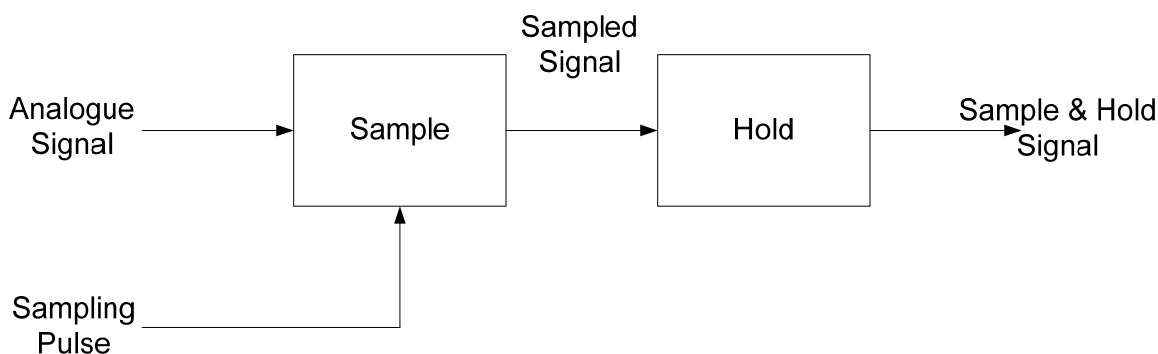 Sampled
Signal
Analogue
Signal
Sample
Hold
Sample & Hold
Signal
Sampling
Pulse